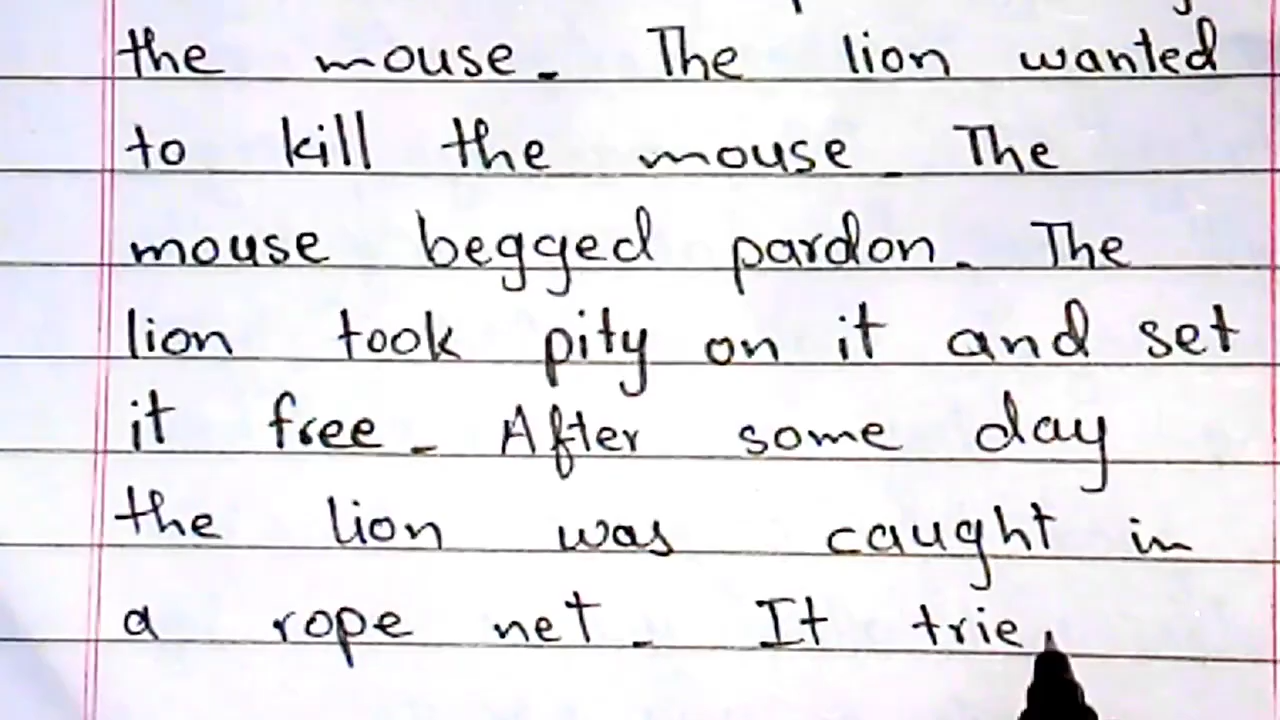 the mouse. The lion wanted
to kill the mouse. The
mouse begged pardon. The
lion took pity on it and set
it free. After some day
the lion was caught in
a rope net. It trie